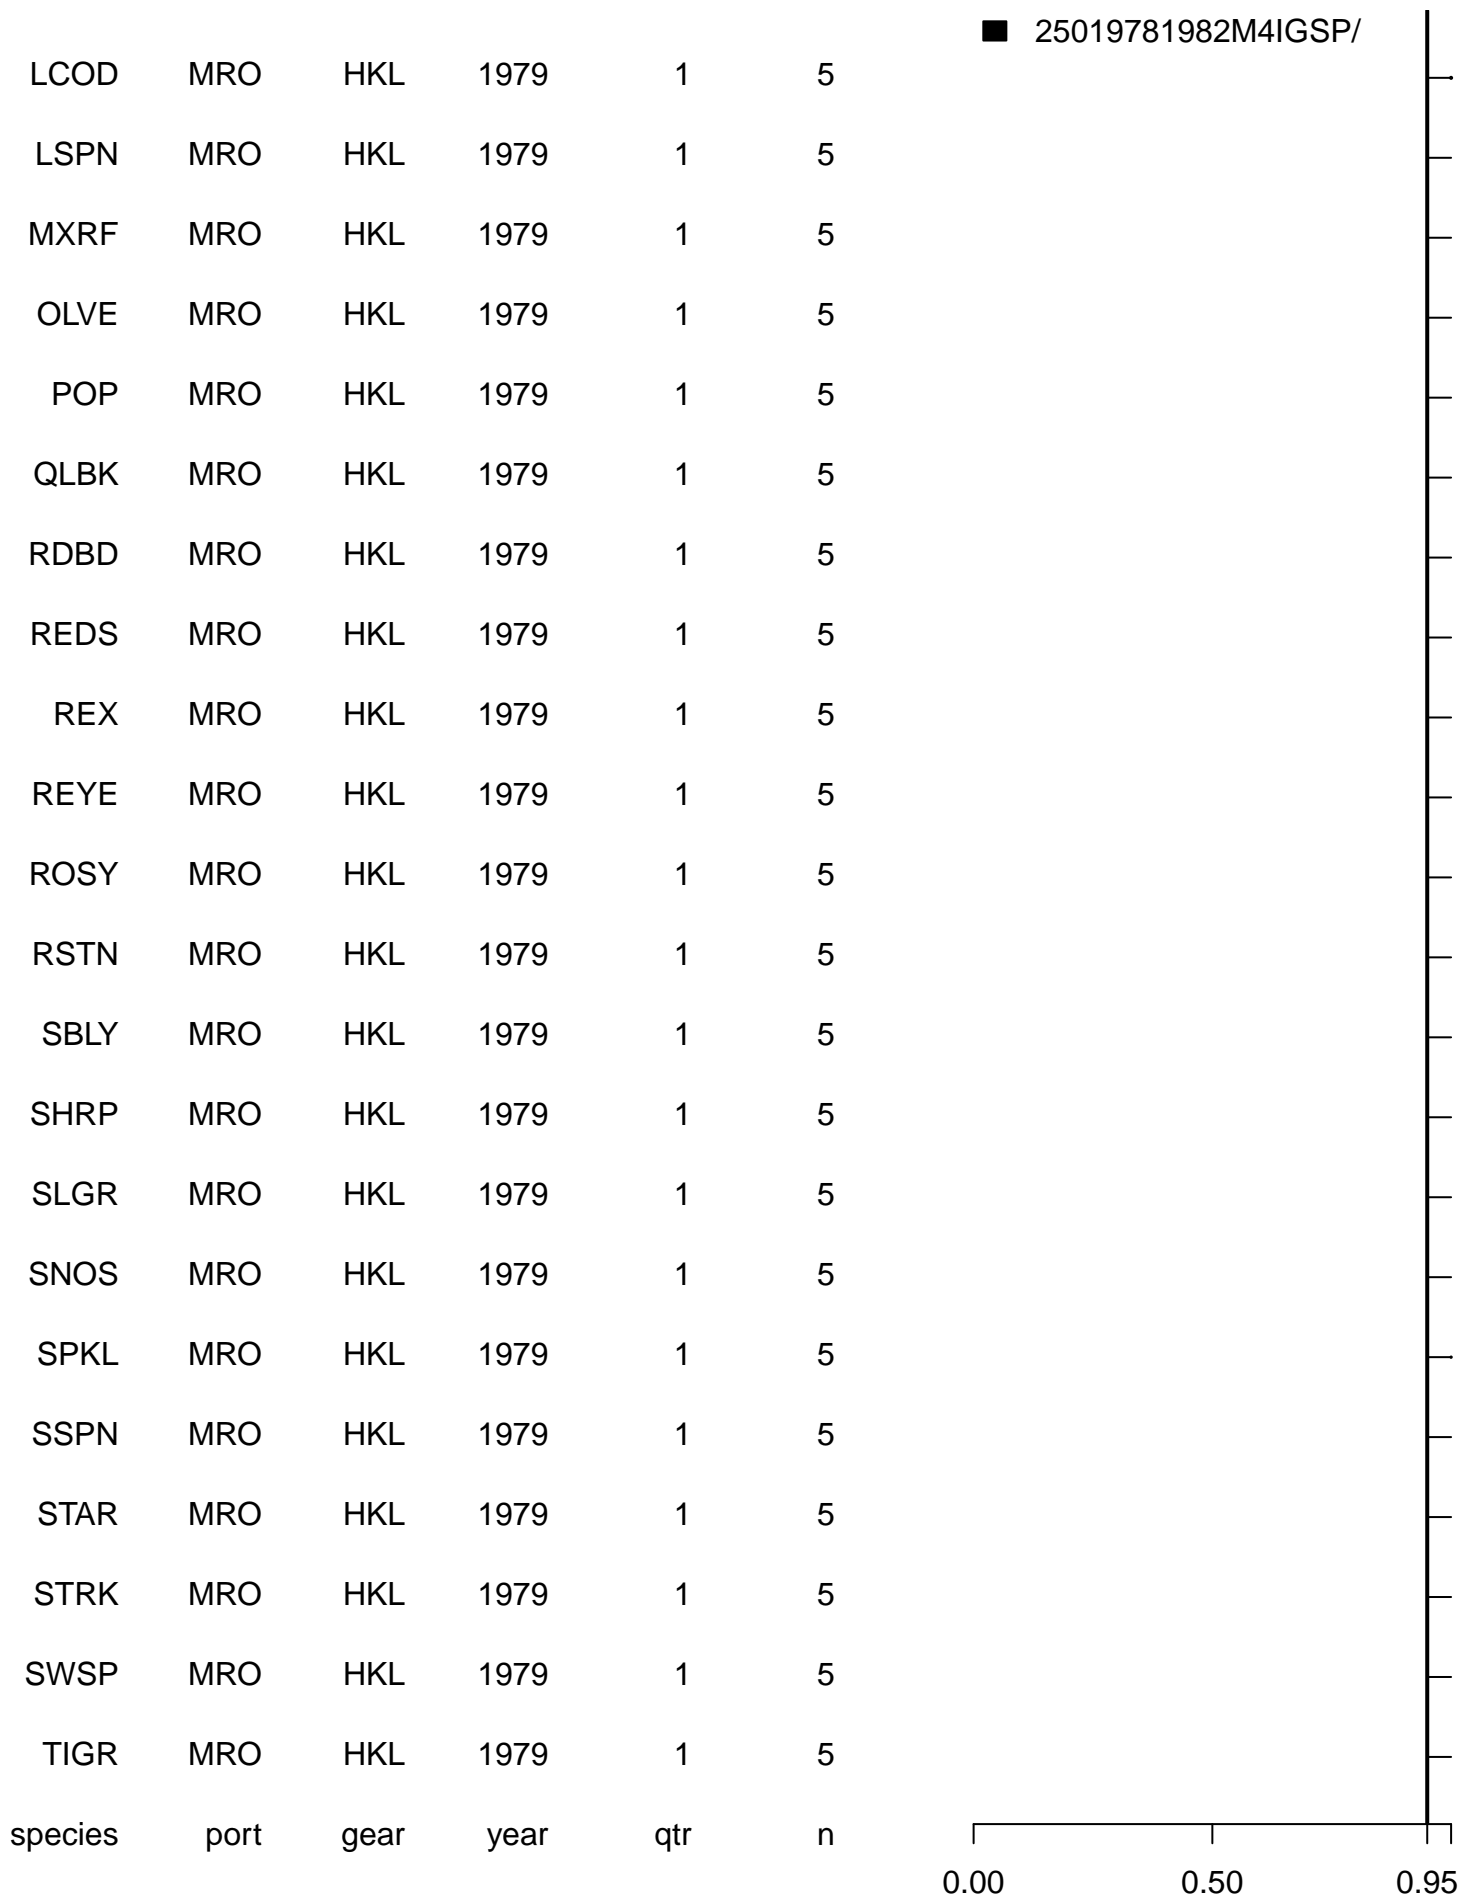 25019781982M4IGSP/
LCOD MRO HKL 1979 1 5
LSPN MRO HKL 1979 1 5
MXRF MRO HKL 1979 1 5
OLVE MRO HKL 1979 1 5
POP MRO HKL 1979 1 5
QLBK MRO HKL 1979 1 5
RDBD MRO HKL 1979 1 5
REDS MRO HKL 1979 1 5
REX MRO HKL 1979 1 5
REYE MRO HKL 1979 1 5
ROSY MRO HKL 1979 1 5
RSTN MRO HKL 1979 1 5
SBLY MRO HKL 1979 1 5
SHRP MRO HKL 1979 1 5
SLGR MRO HKL 1979 1 5
SNOS MRO HKL 1979 1 5
SPKL MRO HKL 1979 1 5
SSPN MRO HKL 1979 1 5
STAR MRO HKL 1979 1 5
STRK MRO HKL 1979 1 5
SWSP MRO HKL 1979 1 5
TIGR MRO HKL 1979 1 5
species port gear year qtr n
0.00 0.50 0.95